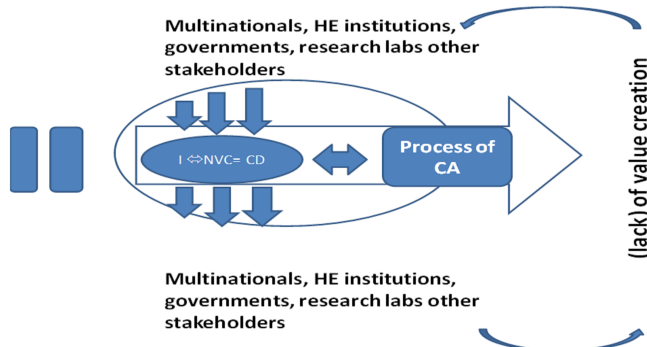 Multinationals, HE institutions,
governments, research labs other
stakeholders
I ⇔NVC= CD
Process of
CA
(lack) of value creation
Multinationals, HE institutions,
governments, research labs other
stakeholders